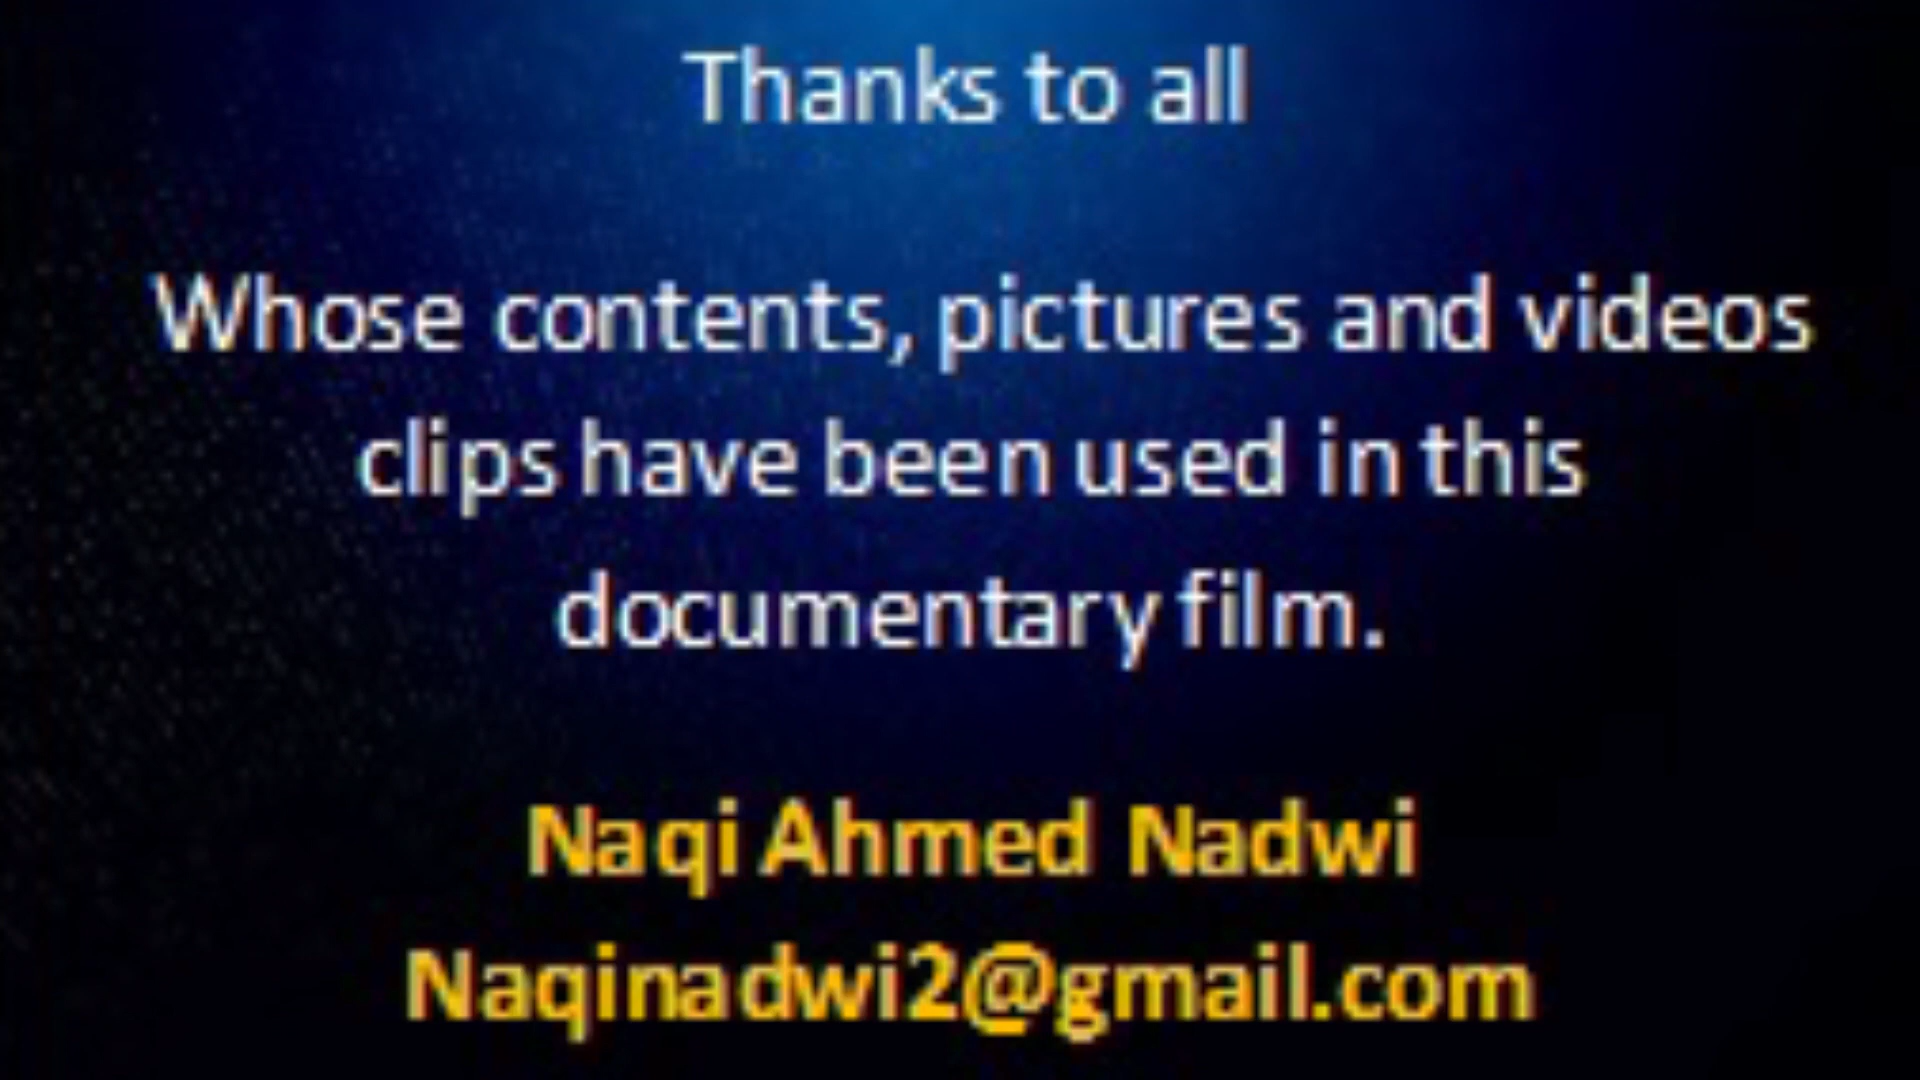 Thanks to all
Whose contents, pictures and videos
clips have been used in this
documentary film.
Naqi Ahmed Nadwi
Naqinadwi2@gmail.com